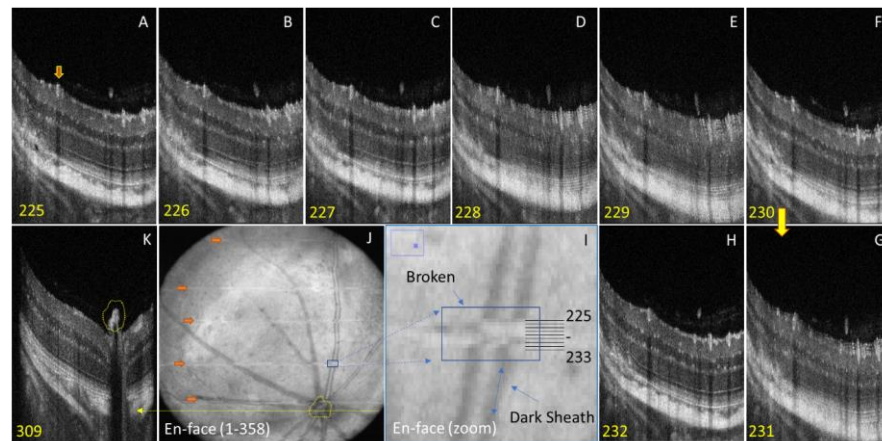 A
B
C
D
E
F
225
226
227
228
229
230
K
J
I
H
G
Broken
225
-
233
Dark Sheath
309
En-face (1-358)
En-face (zoom)
232
231